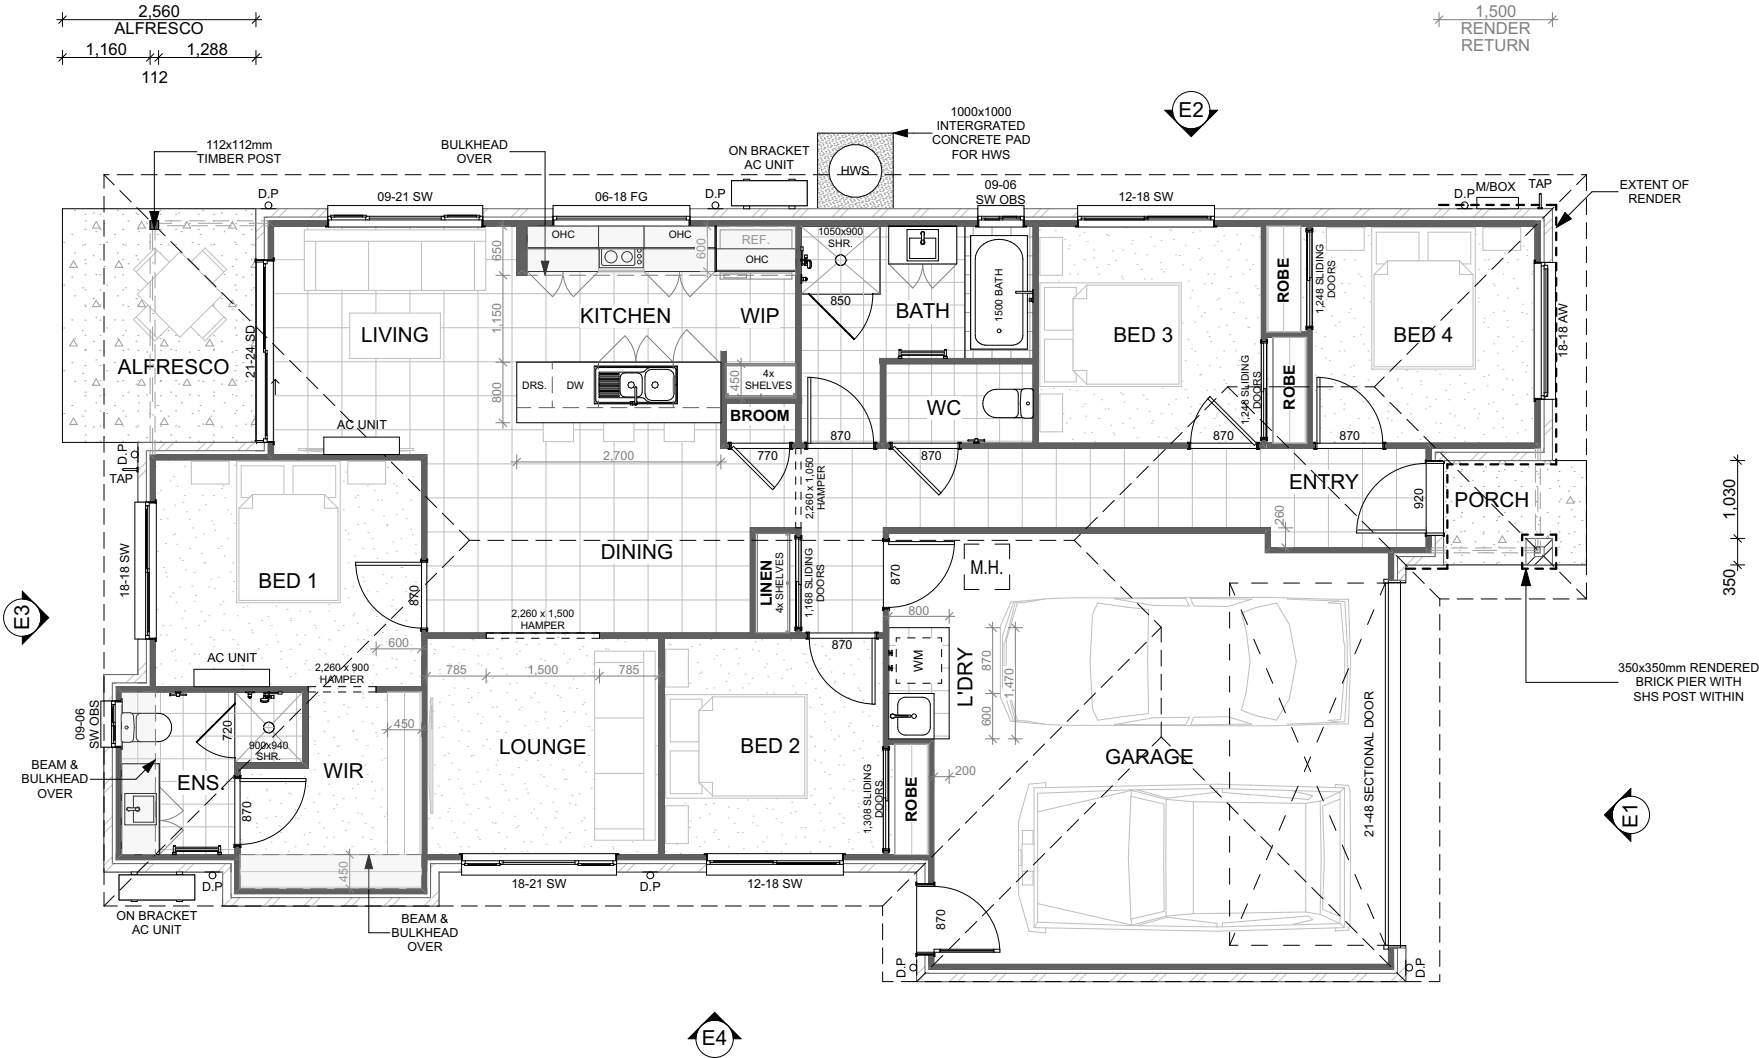 2,560
ALFRESCO
1,160
1,288
112
1,500
RENDER
RETURN
E2
1000x1000
INTERGRATED
CONCRETE PAD
FOR HWS
112x112mm
TIMBER POST
BULKHEAD
OVER
ON BRACKET
AC UNIT
HWS
D.P
09-21 SW
06-18 FG
D.P
09-06
SW OBS
12-18 SW
D.P
M/BOX
TAP
EXTENT OF
RENDER
OHC
OHC
REF.
OHC
600
650
1050x900
SHR.
850
1500 BATH
ROBE
1,248 SLIDING
DOORS
ALFRESCO
21-24 SD
LIVING
KITCHEN
WIP
BATH
BED 3
BED 4
18-18 AW
1,150
800
DRS.
DW
450
4x
SHELVES
BROOM
WC
1,248 SLIDING
DOORS
ROBE
AC UNIT
D.P
TAP
2,700
770
870
870
870
870
2,260 x 1,050
HAMPER
ENTRY
260
920
PORCH
1,030
350
18-18 SW
BED 1
870
DINING
LINEN
4x SHELVES
1,168 SLIDING
DOORS
870
M.H.
E3
2,260 x 1,500
HAMPER
600
AC UNIT
2,260 x 900
HAMPER
785
1,500
785
870
800
WM
870
1,470
600
L'DRY
350x350mm RENDERED
BRICK PIER WITH
SHS POST WITHIN
09-06
SW OBS
720
900x940
SHR.
450
LOUNGE
BED 2
GARAGE
21-48 SECTIONAL DOOR
BEAM &
BULKHEAD
OVER
ENS.
WIR
870
450
1,308 SLIDING
DOORS
ROBE
200
E1
D.P
18-21 SW
D.P
12-18 SW
ON BRACKET
AC UNIT
BEAM &
BULKHEAD
OVER
870
D.P
D.P
E4